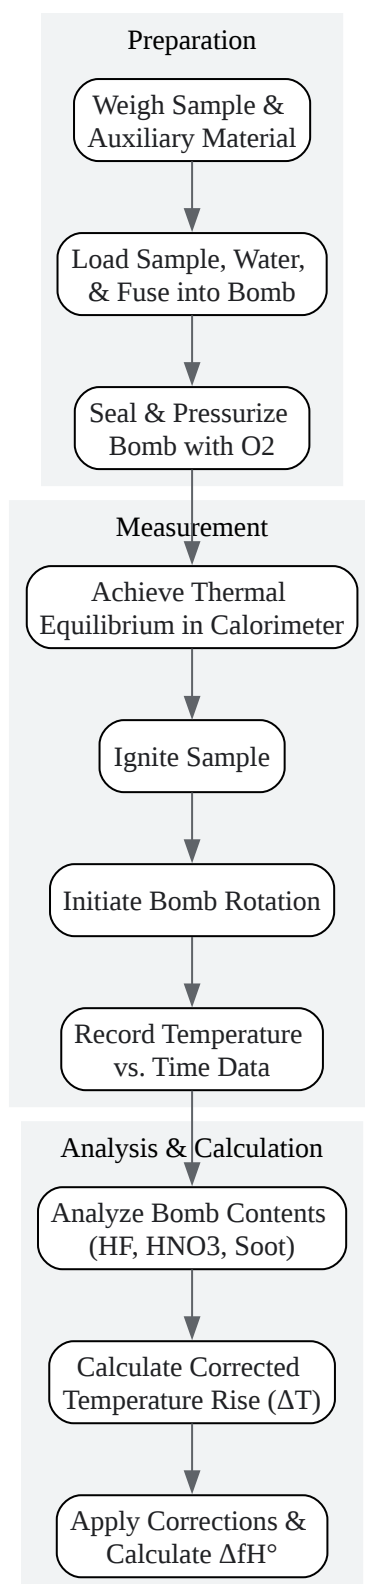 Preparation
Weigh Sample &
Auxiliary Material
Load Sample, Water,
& Fuse into Bomb
Seal & Pressurize
Bomb with O2
Measurement
Achieve Thermal
Equilibrium in Calorimeter
Ignite Sample
Initiate Bomb Rotation
Record Temperature
vs. Time Data
Analysis & Calculation
Analyze Bomb Contents
(HF, HNO3, Soot)
Calculate Corrected
Temperature Rise (ΔT)
Apply Corrections &
Calculate ΔfH°